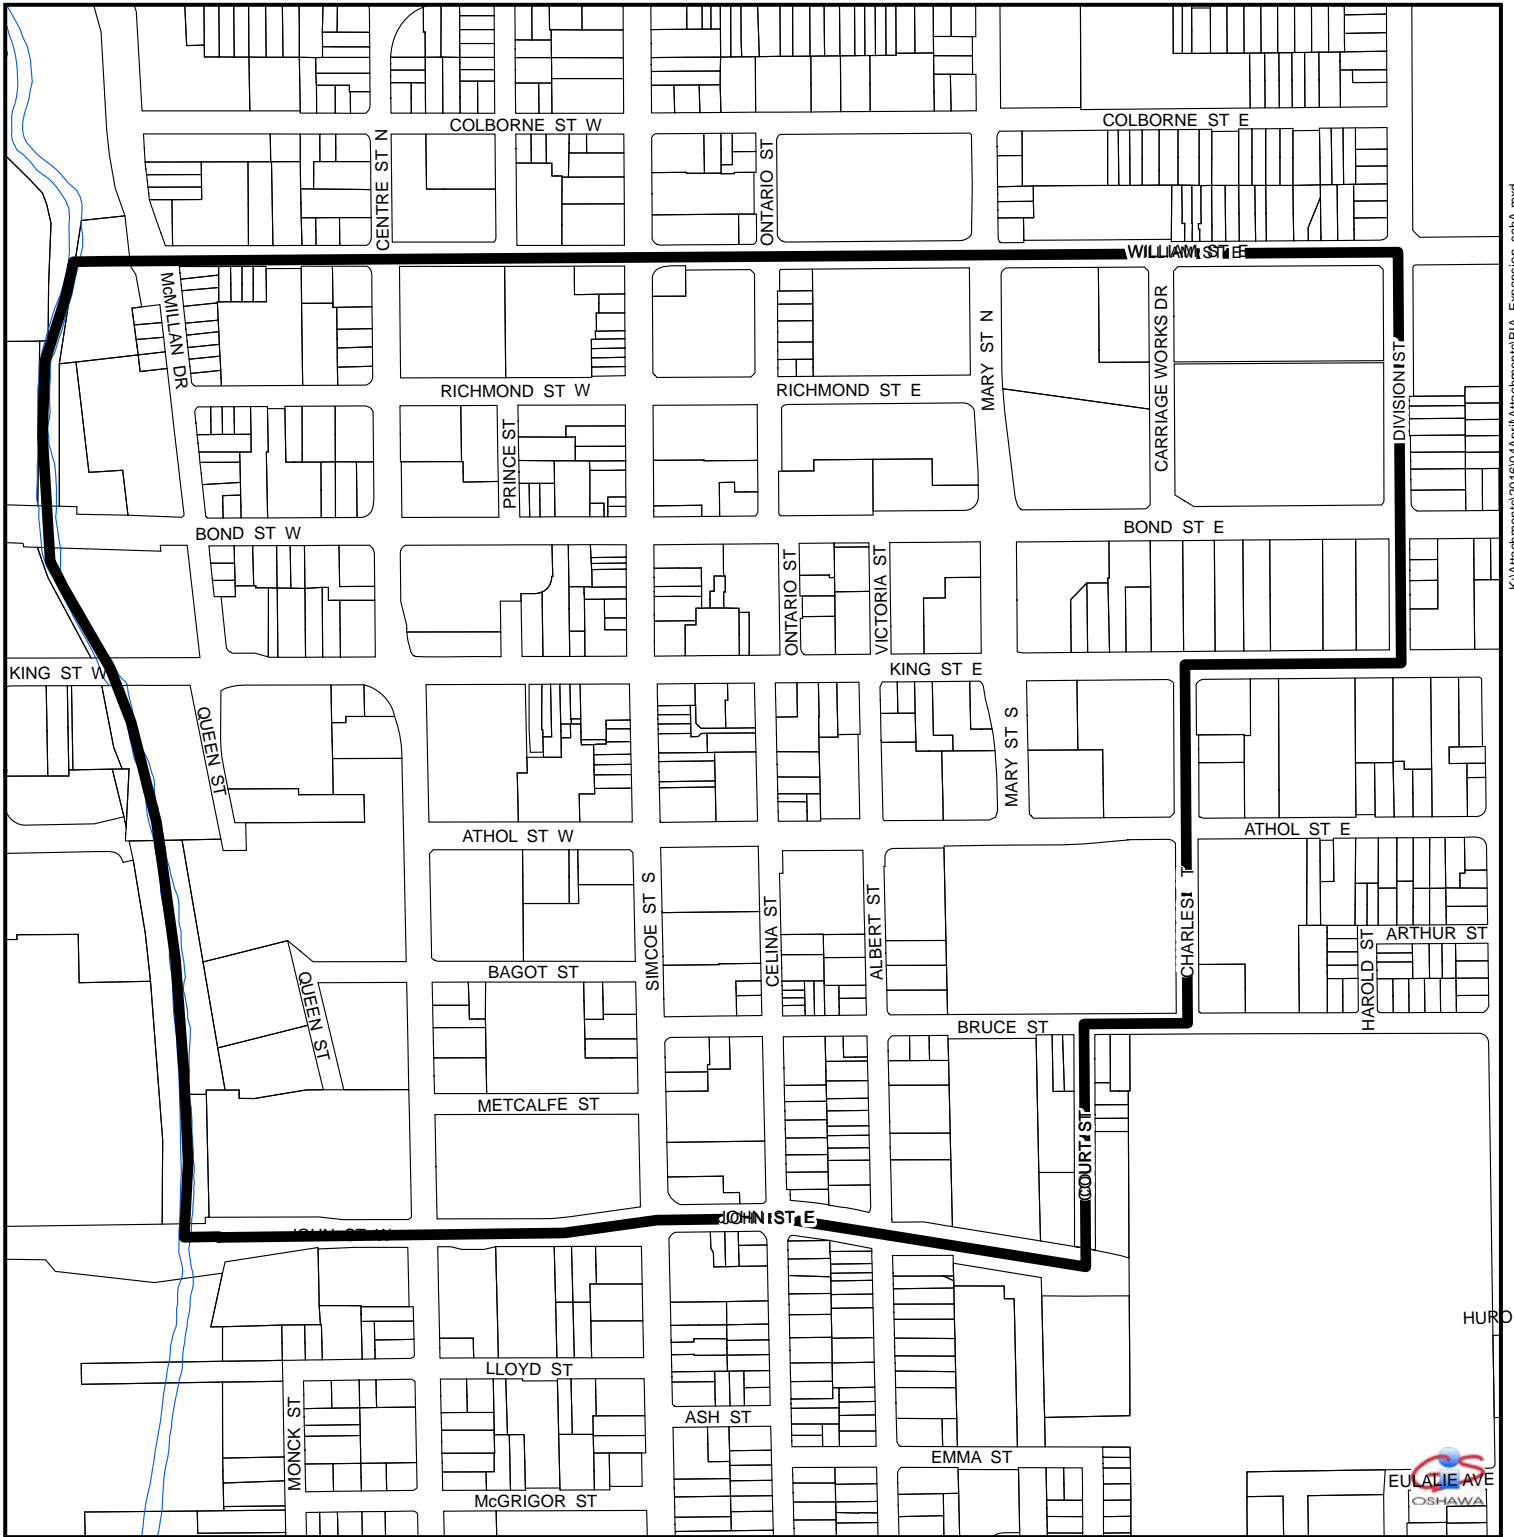 COLBORNE ST W
COLBORNE ST E
CENTRE ST N
ONTARIO ST
WILLIAM ST E
McMILLAN DR
MARY ST N
CARRIAGE WORKS DR
DIVISION ST
RICHMOND ST W
RICHMOND ST E
PRINCE ST
BOND ST W
BOND ST E
ONTARIO ST
VICTORIA ST
KING ST W
KING ST E
QUEEN ST
MARY ST S
ATHOL ST W
ATHOL ST E
SIMCOE ST S
CELINA ST
ALBERT ST
CHARLES T
ARTHUR ST
HAROLD ST
BAGOT ST
QUEEN ST
BRUCE ST
METCALFE ST
COURT ST
JOHN ST W
JOHN ST E
HURO
LLOYD ST
MONCK ST
ASH ST
EMMA ST
EULALIE AVE
McGRIGOR ST
OSHAWA